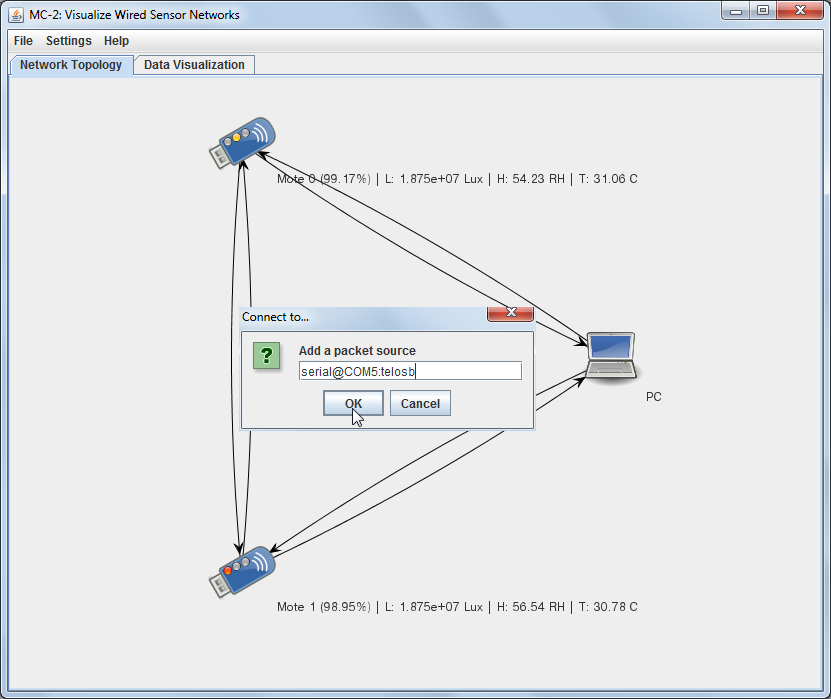 MC-2: Visualize Wired Sensor Networks
File Settings Help
Network Topology Data Visualization
Mote 0 (99.17%) | L: 1.875e+07 Lux | H: 54.23 RH | T: 31.06 C
Connect to...
Add a packet source
serial@COM5:telosb
OK Cancel
PC
Mote 1 (98.95%) | L: 1.875e+07 Lux | H: 56.54 RH | T: 30.78 C